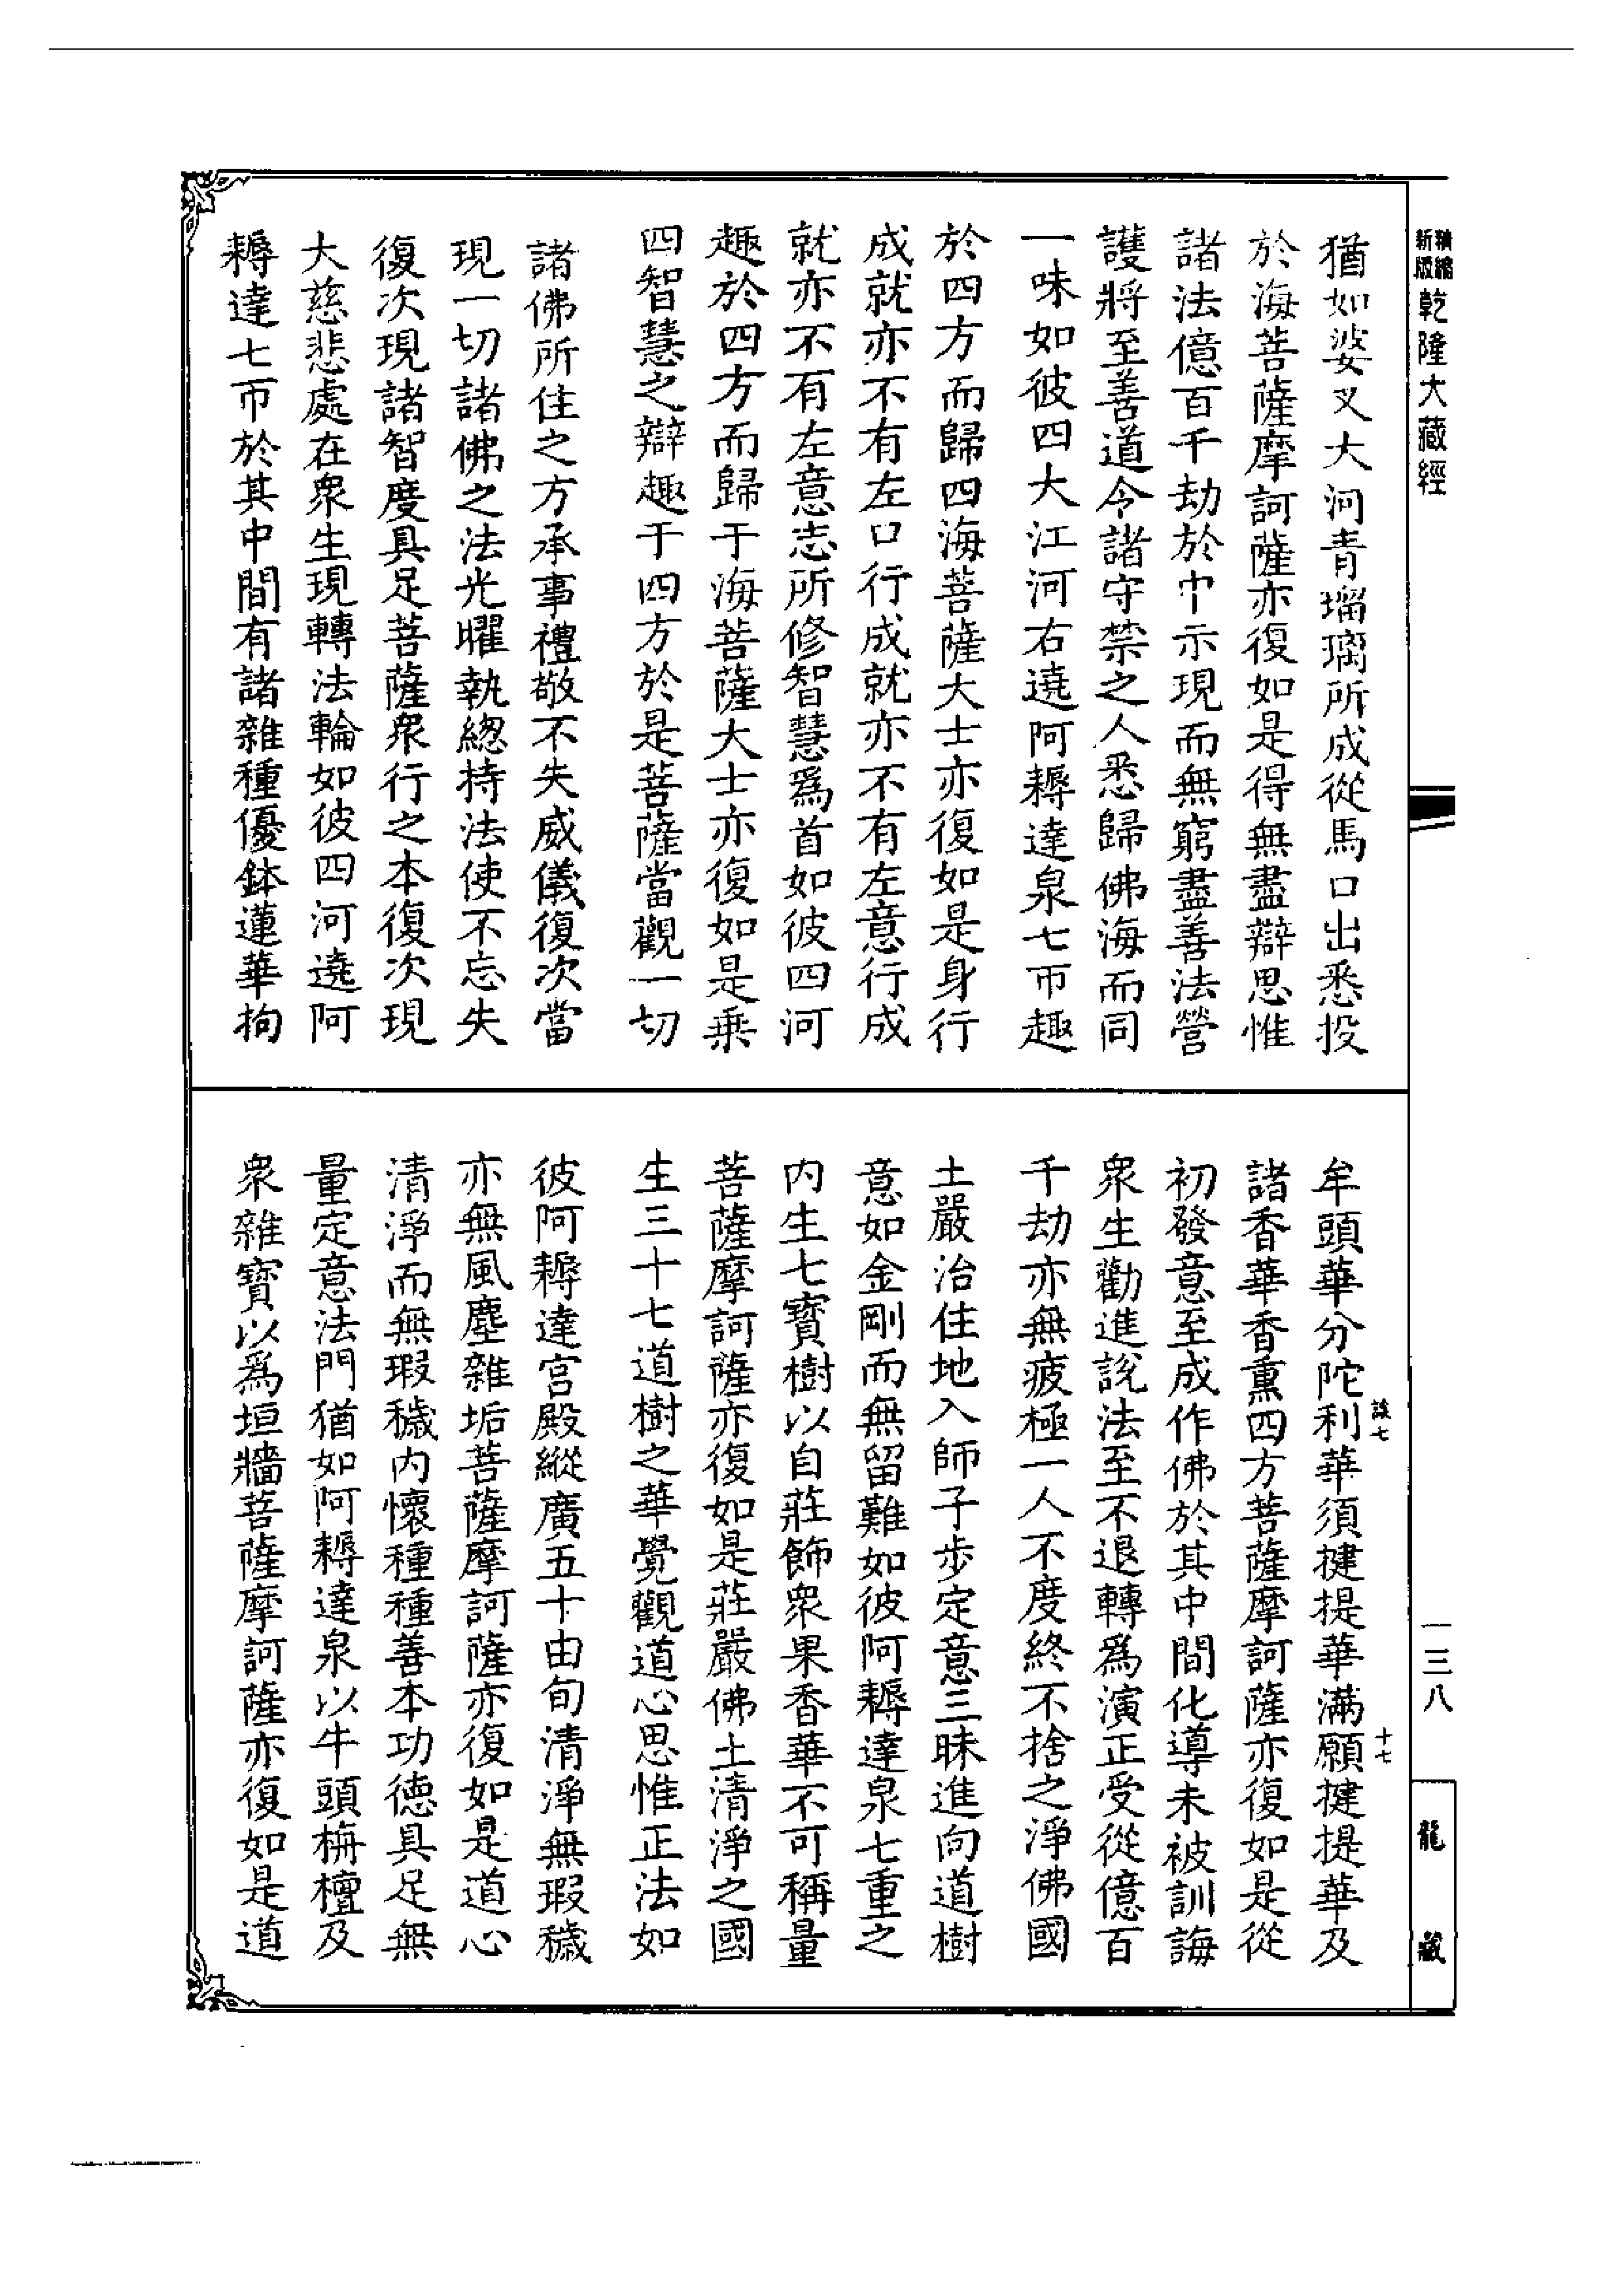 新版精縮乾隆大藏經
猶如婆叉大河青瑠璃所成從馬口出悉投
於海菩薩摩訶薩亦復如是得無盡辯思惟
諸法億百千劫於中示現而無窮盡善法營
護將至善道令諸守禁之人悉歸佛海而同
一味如彼四大江河右遶阿耨達泉七帀趣
於四方而歸四海菩薩大士亦復如是身行
成就亦不有左口行成就亦不有左意行成
就亦不有左意志所修智慧爲首如彼四河
趣於四方而歸于海菩薩大士亦復如是乗
四智慧之辯趣于四方於是菩薩當觀一切
諸佛所住之方承事禮敬不失威儀復次當
現一切諸佛之法光曜執總持法使不忘失
復次現諸智度具足菩薩衆行之本復次現
大慈悲處在衆生現轉法輪如彼四河遶阿
耨達七帀於其中間有諸雜種優鉢蓮華拘
牟頭華分陀利華須揵提華滿願揵提華及
諸香華香熏四方菩薩摩訶薩亦復如是從
初發意至成作佛於其中間化導未被訓誨
衆生勸進說法至不退轉爲演正受從億百
千劫亦無疲極一人不度終不捨之淨佛國
土嚴治住地入師子步定意三昧進向道樹
意如金剛而無留難如彼阿耨達泉七重之
内生七寳樹以自莊飾衆果香華不可稱量
菩薩摩訶薩亦復如是莊嚴佛土清淨之國
生三十七道樹之華覺觀道心思惟正法如
彼阿耨達宮殿縱廣五十由旬清淨無瑕穢
亦無風塵雜垢菩薩摩訶薩亦復如是道心
清淨而無瑕穢内懷種種善本功德具足無
量定意法門猶如阿耨達泉以牛頭栴檀及
衆雜寳以爲垣牆菩薩摩訶薩亦復如是道
七
十七
一三八
龍藏